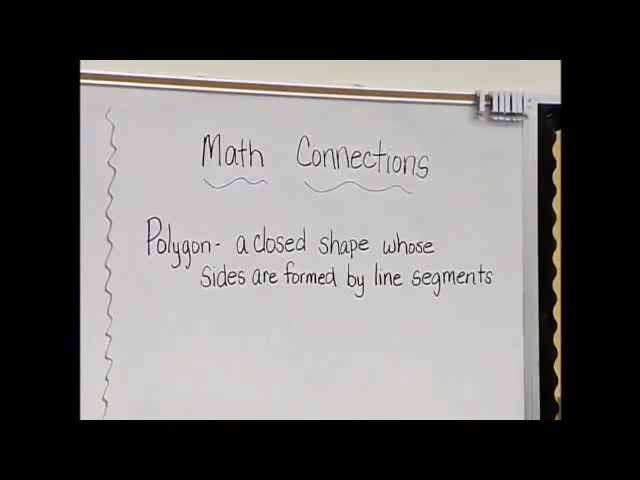 Math Connections
Polygon- a closed shape whose
sides are formed by line segments